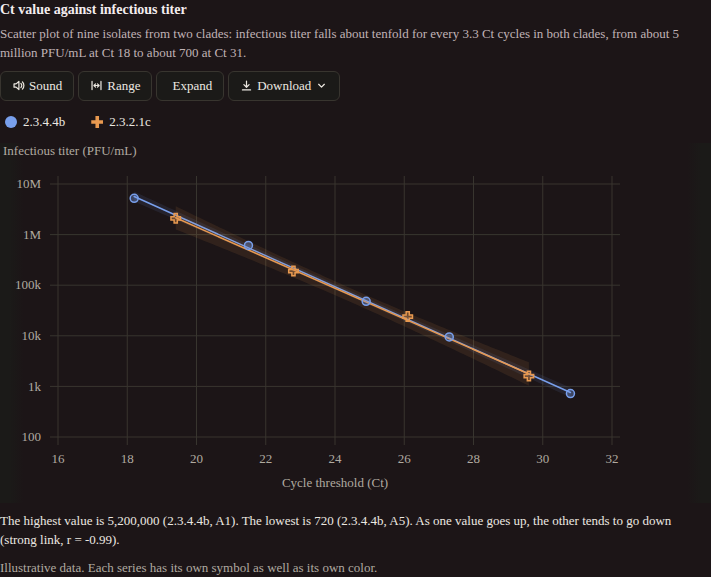 Ct value against infectious titer
Scatter plot of nine isolates from two clades: infectious titer falls about tenfold for every 3.3 Ct cycles in both clades, from about 5
million PFU/mL at Ct 18 to about 700 at Ct 31.
Sound Range Expand Download
2.3.4.4b 2.3.2.1c
Infectious titer (PFU/mL)
10M
1M
100k
10k
1k
100
16 18 20 22 24 26 28 30 32
Cycle threshold (Ct)
The highest value is 5,200,000 (2.3.4.4b, A1). The lowest is 720 (2.3.4.4b, A5). As one value goes up, the other tends to go down
(strong link, r = -0.99).
Illustrative data. Each series has its own symbol as well as its own color.